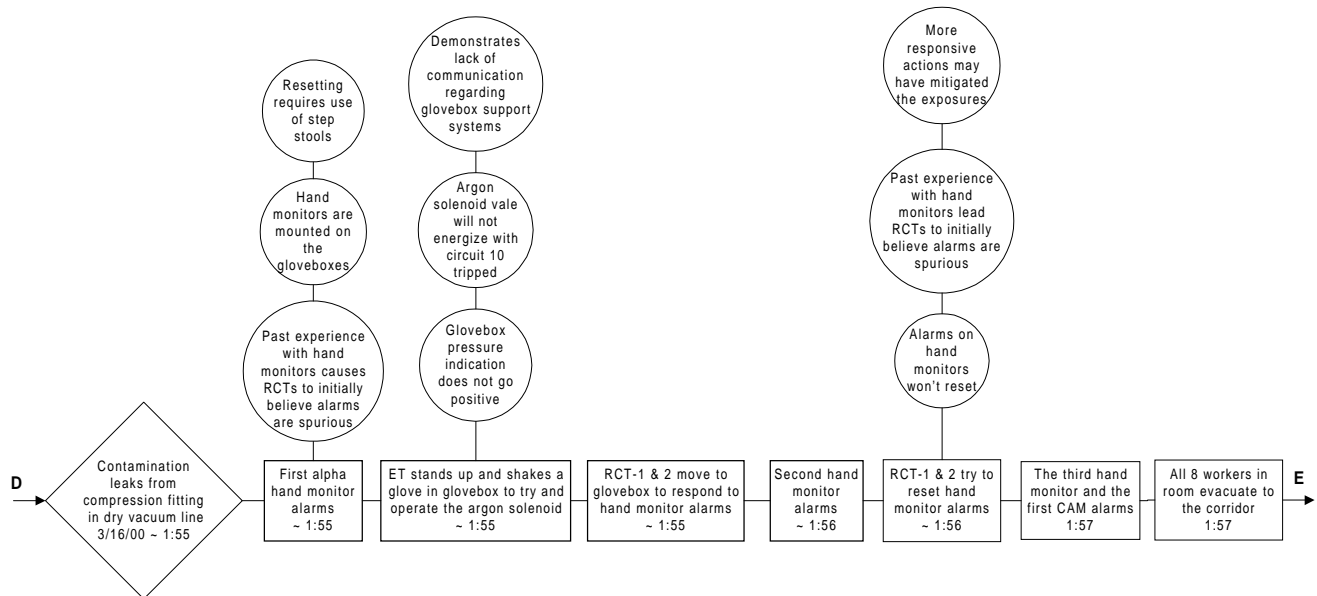 Resetting
requires use
of step
stools
Hand
monitors are
mounted on
the
gloveboxes
Past experience
with hand
monitors causes
RCTs to initially
believe alarms
are spurious
Demonstrates
lack of
communication
regarding
glovebox support
systems
Argon
solenoid vale
will not
energize with
circuit 10
tripped
Glovebox
pressure
indication
does not go
positive
More
responsive
actions may
have mitigated
the exposures
Past experience
with hand
monitors lead
RCTs to initially
believe alarms are
spurious
Alarms on
hand
monitors
won't reset
D
Contamination
leaks from
compression fitting
in dry vacuum line
3/16/00 ~ 1:55
First alpha
hand monitor
alarms
~ 1:55
ET stands up and shakes a
glove in glovebox to try and
operate the argon solenoid
~ 1:55
RCT-1 & 2 move to
glovebox to respond to
hand monitor alarms
~ 1:55
Second hand
monitor
alarms
~ 1:56
RCT-1 & 2 try to
reset hand
monitor alarms
~ 1:56
The third hand
monitor and the
first CAM alarms
1:57
All 8 workers in
room evacuate to
the corridor
1:57
E